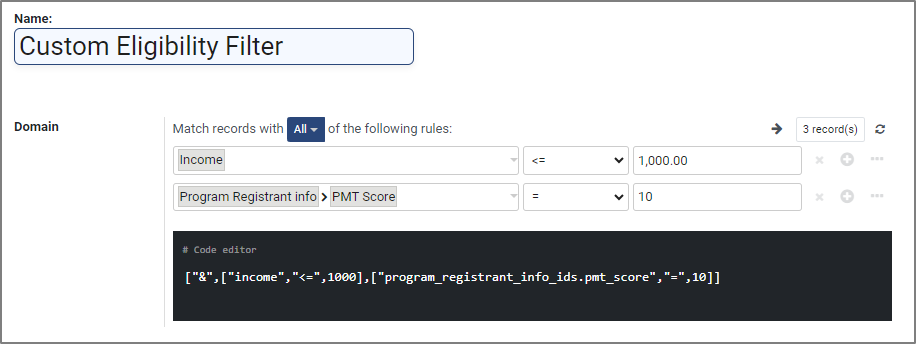 Name:
Custom Eligibility Filter
Domain
Match records with All of the following rules:
3 record(s)
Income <= 1,000.00
Program Registrant info > PMT Score = 10
# Code editor
["&",["income","<=",1000],["program_registrant_info_ids.pmt_score","=",10]]